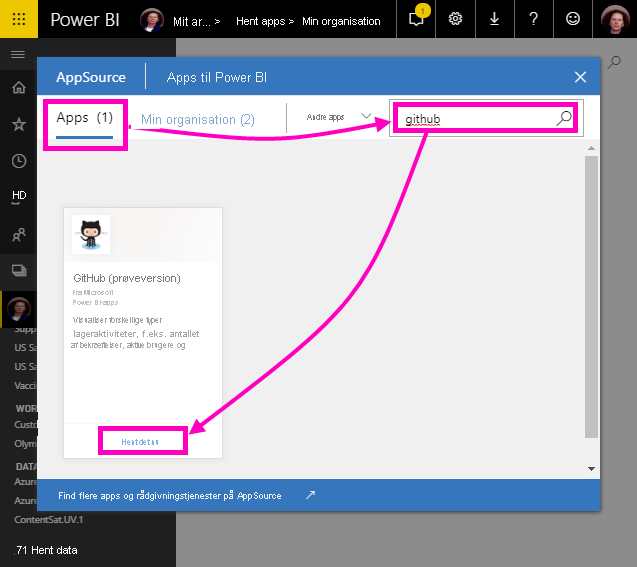 Power BI
Mit ar... >
Hent apps >
Min organisation
1
?
AppSource
Apps til Power BI
Apps (1)
Min organisation (2)
Andre apps
github
HD
GitHub (prøveversion)
Fra Microsoft
Power BI-apps
Visualiser forskellige typer
lageraktiviteter, f.eks. antallet
af bekræftelser, aktive brugere og
Hent det nu
Supp
US Sa
US Sa
Vaccin
WOR
Custo
Olym
DATA
Azure
Azure
ContentSat.UV.1
Find flere apps og rådgivningstjenester på AppSource
71 Hent data